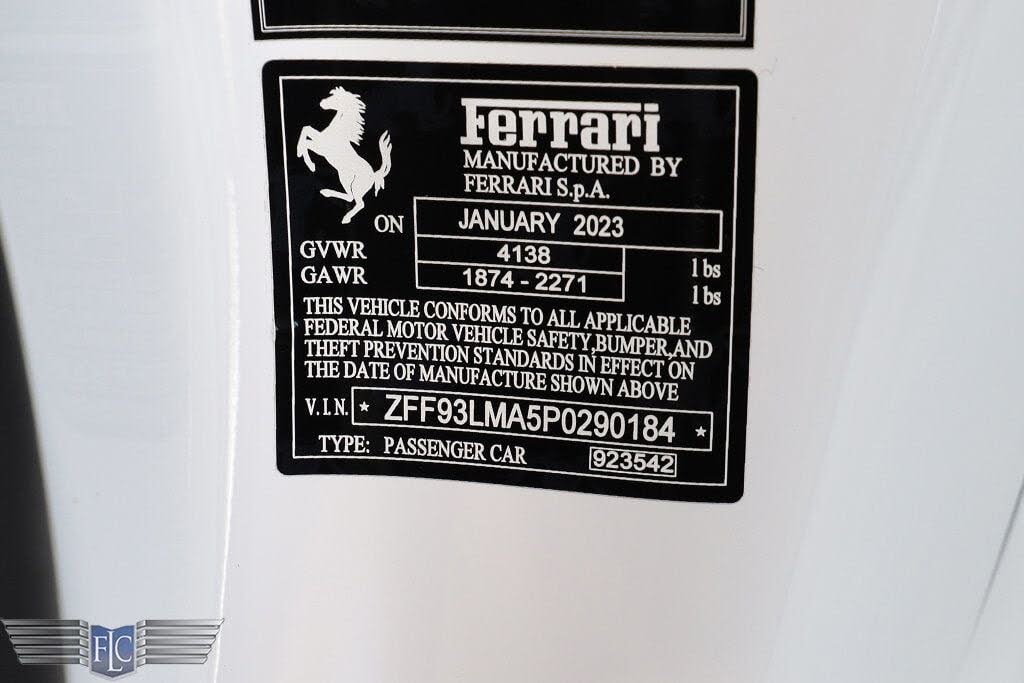 Ferrari
MANUFACTURED BY
FERRARI S.p.A.
ON JANUARY 2023
GVWR 4138 lbs
GAWR 1874 - 2271 lbs
THIS VEHICLE CONFORMS TO ALL APPLICABLE
FEDERAL MOTOR VEHICLE SAFETY,BUMPER,AND
THEFT PREVENTION STANDARDS IN EFFECT ON
THE DATE OF MANUFACTURE SHOWN ABOVE
V.I.N. * ZFF93LMA5P0290184 *
TYPE: PASSENGER CAR 923542
FLC